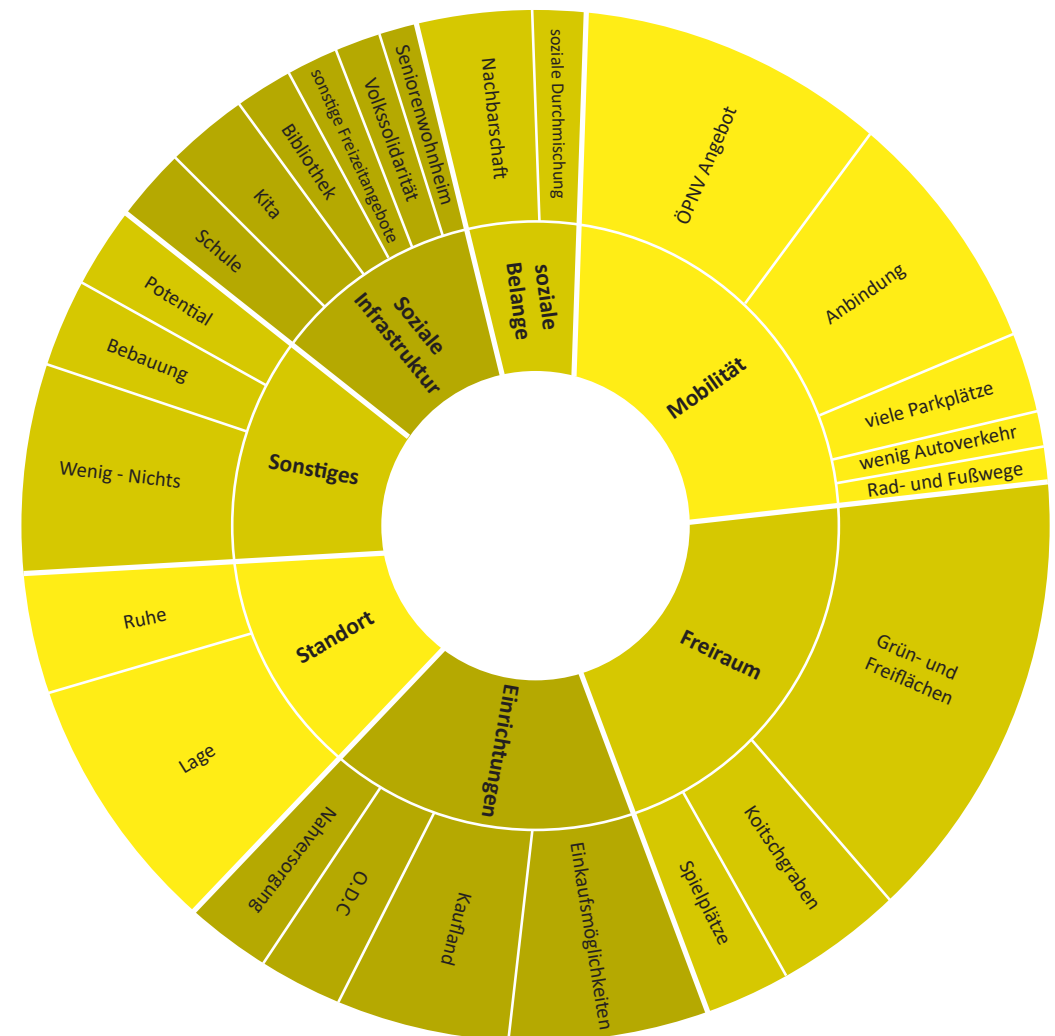 Mobilität
ÖPNV Angebot
Anbindung
viele Parkplätze
wenig Autoverkehr
Rad- und Fußwege
Freiraum
Grün- und
Freiflächen
Koitschgraben
Spielplätze
Einrichtungen
Einkaufsmöglichkeiten
Kaufland
O.D.C
Nahversorgung
Standort
Lage
Ruhe
Sonstiges
Wenig - Nichts
Bebauung
Potential
Soziale
Infrastruktur
Schule
Kita
Bibliothek
sonstige Freizeitangebote
Volkssolidarität
Seniorenwohnheim
soziale
Belange
Nachbarschaft
soziale Durchmischung